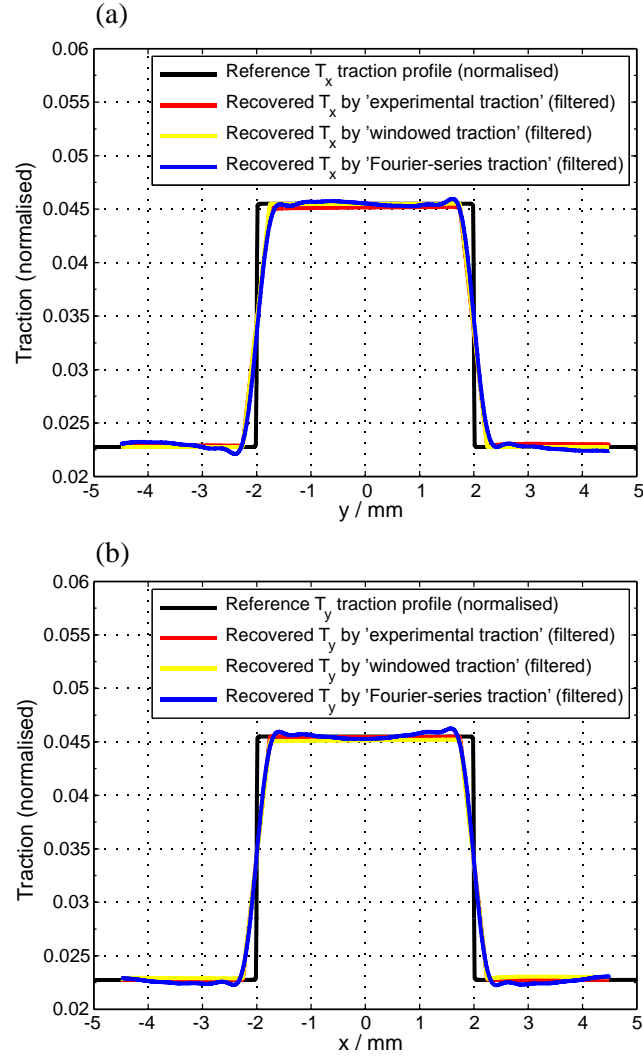 (a)
0.06
0.055
0.05
0.045
0.04
0.035
0.03
0.025
0.02
Traction (normalised)
Reference T_x traction profile (normalised)
Recovered T_x by 'experimental traction' (filtered)
Recovered T_x by 'windowed traction' (filtered)
Recovered T_x by 'Fourier-series traction' (filtered)
-5 -4 -3 -2 -1 0 1 2 3 4 5
y / mm
(b)
0.06
0.055
0.05
0.045
0.04
0.035
0.03
0.025
0.02
Traction (normalised)
Reference T_y traction profile (normalised)
Recovered T_y by 'experimental traction' (filtered)
Recovered T_y by 'windowed traction' (filtered)
Recovered T_y by 'Fourier-series traction' (filtered)
-5 -4 -3 -2 -1 0 1 2 3 4 5
x / mm